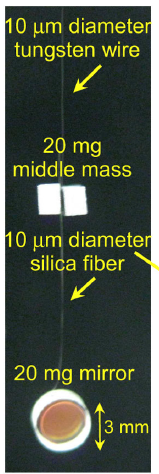 10 μm diameter
tungsten wire
20 mg
middle mass
10 μm diameter
silica fiber
20 mg mirror
3 mm